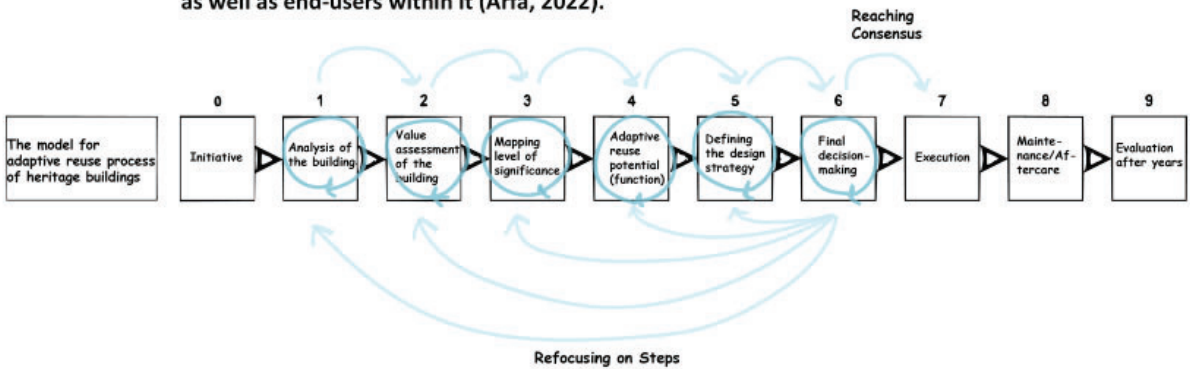 as well as end-users within it (Arfa, 2022).
Reaching
Consensus
0
1
2
3
4
5
6
7
8
9
The model for
adaptive reuse process
of heritage buildings
Initiative
Analysis of
the building
Value
assessment
of the
building
Mapping
level of
significance
Adaptive
reuse
potential
(function)
Defining
the design
strategy
Final
decision-
making
Execution
Mainte-
nance/Af-
tercare
Evaluation
after years
Refocusing on Steps